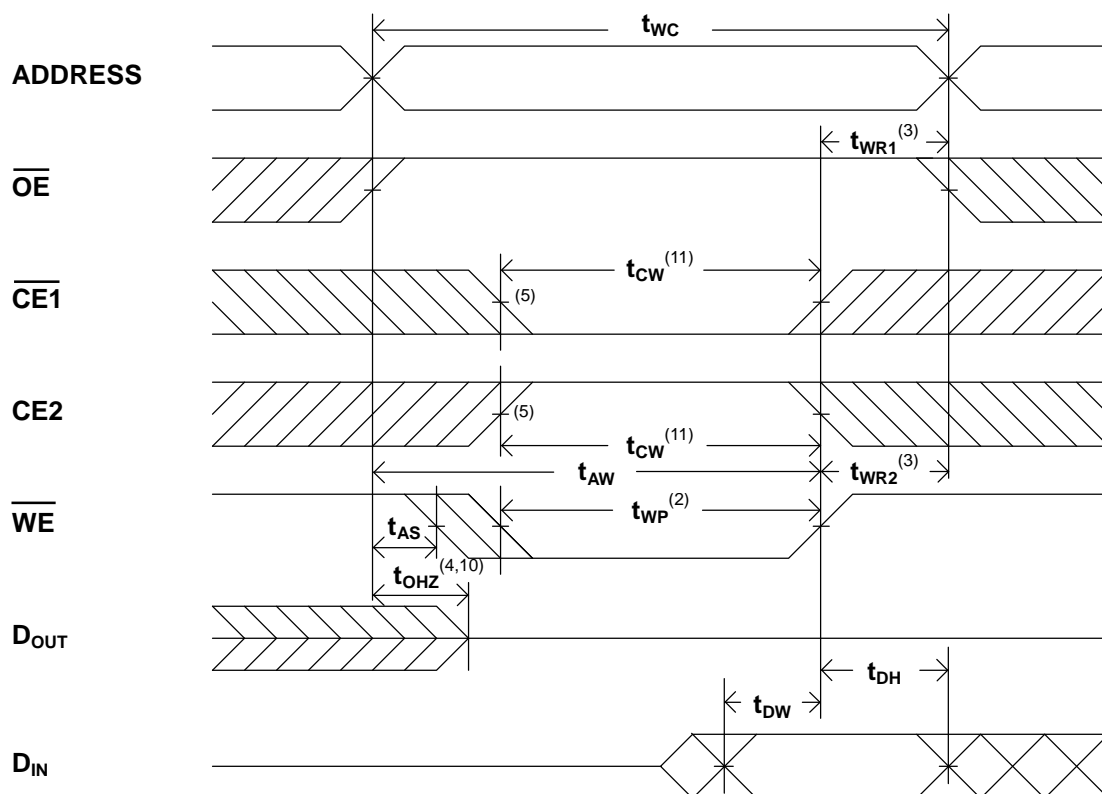 tWC
ADDRESS
tWR1(3)
OE
tCW(11)
CE1
(5)
CE2
(5)
tCW(11)
tAW
tWR2(3)
WE
tWP(2)
tAS
tOHZ(4,10)
DOUT
tDH
tDW
DIN